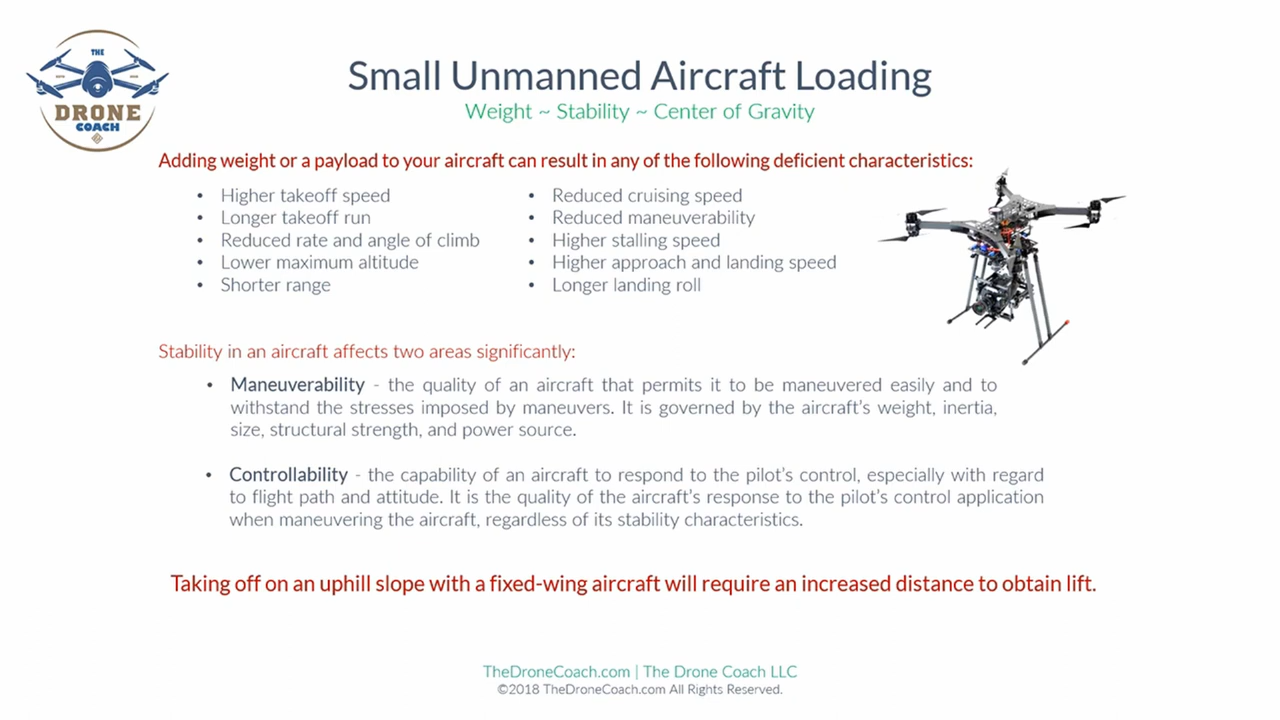 THE
DRONE
COACH
Small Unmanned Aircraft Loading
Weight ~ Stability ~ Center of Gravity
Adding weight or a payload to your aircraft can result in any of the following deficient characteristics:
• Higher takeoff speed
• Longer takeoff run
• Reduced rate and angle of climb
• Lower maximum altitude
• Shorter range
• Reduced cruising speed
• Reduced maneuverability
• Higher stalling speed
• Higher approach and landing speed
• Longer landing roll
Stability in an aircraft affects two areas significantly:
• Maneuverability - the quality of an aircraft that permits it to be maneuvered easily and to
withstand the stresses imposed by maneuvers. It is governed by the aircraft's weight, inertia,
size, structural strength, and power source.
• Controllability - the capability of an aircraft to respond to the pilot's control, especially with regard
to flight path and attitude. It is the quality of the aircraft's response to the pilot's control application
when maneuvering the aircraft, regardless of its stability characteristics.
Taking off on an uphill slope with a fixed-wing aircraft will require an increased distance to obtain lift.
TheDroneCoach.com | The Drone Coach LLC
©2018 TheDroneCoach.com All Rights Reserved.